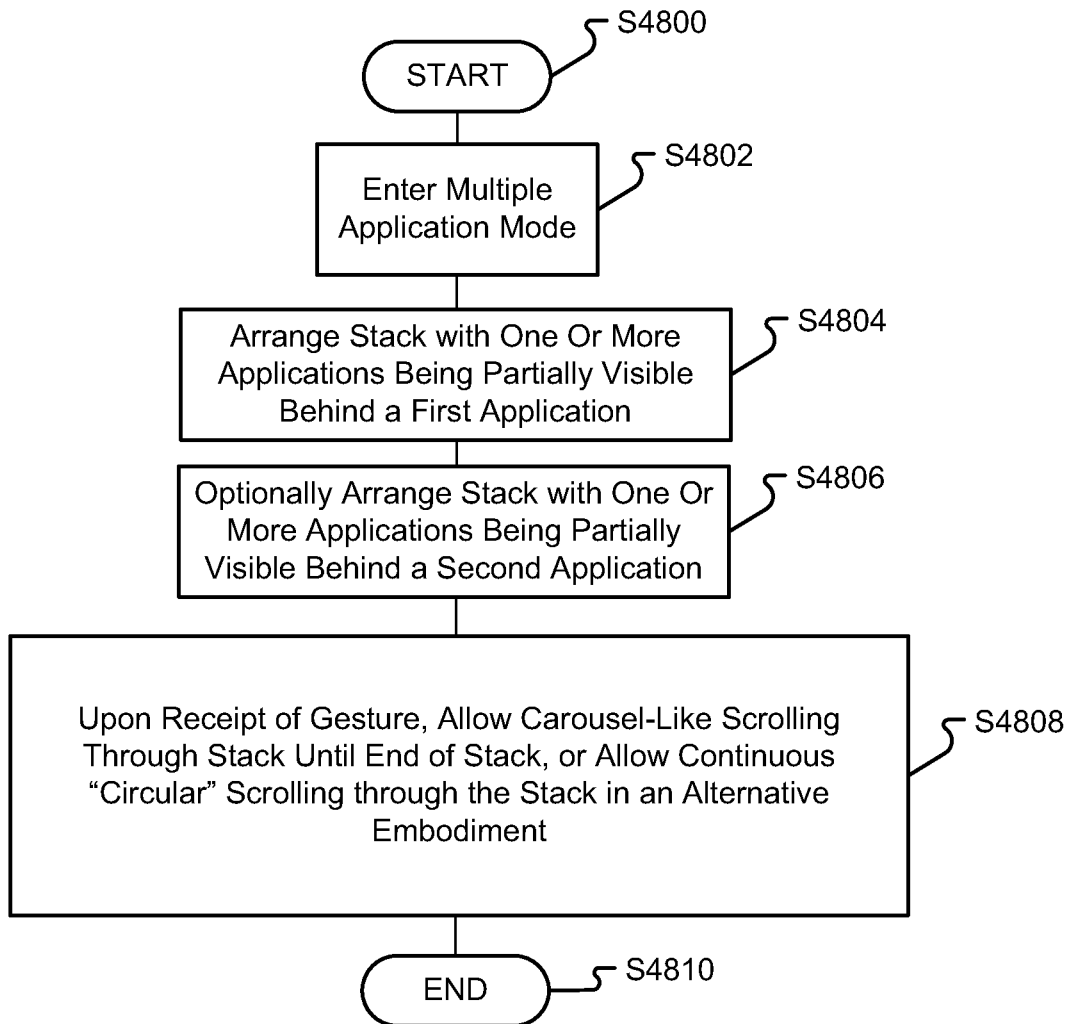 S4800
START
S4802
Enter Multiple
Application Mode
S4804
Arrange Stack with One Or More
Applications Being Partially Visible
Behind a First Application
S4806
Optionally Arrange Stack with One Or
More Applications Being Partially
Visible Behind a Second Application
S4808
Upon Receipt of Gesture, Allow Carousel-Like Scrolling
Through Stack Until End of Stack, or Allow Continuous
“Circular” Scrolling through the Stack in an Alternative
Embodiment
S4810
END